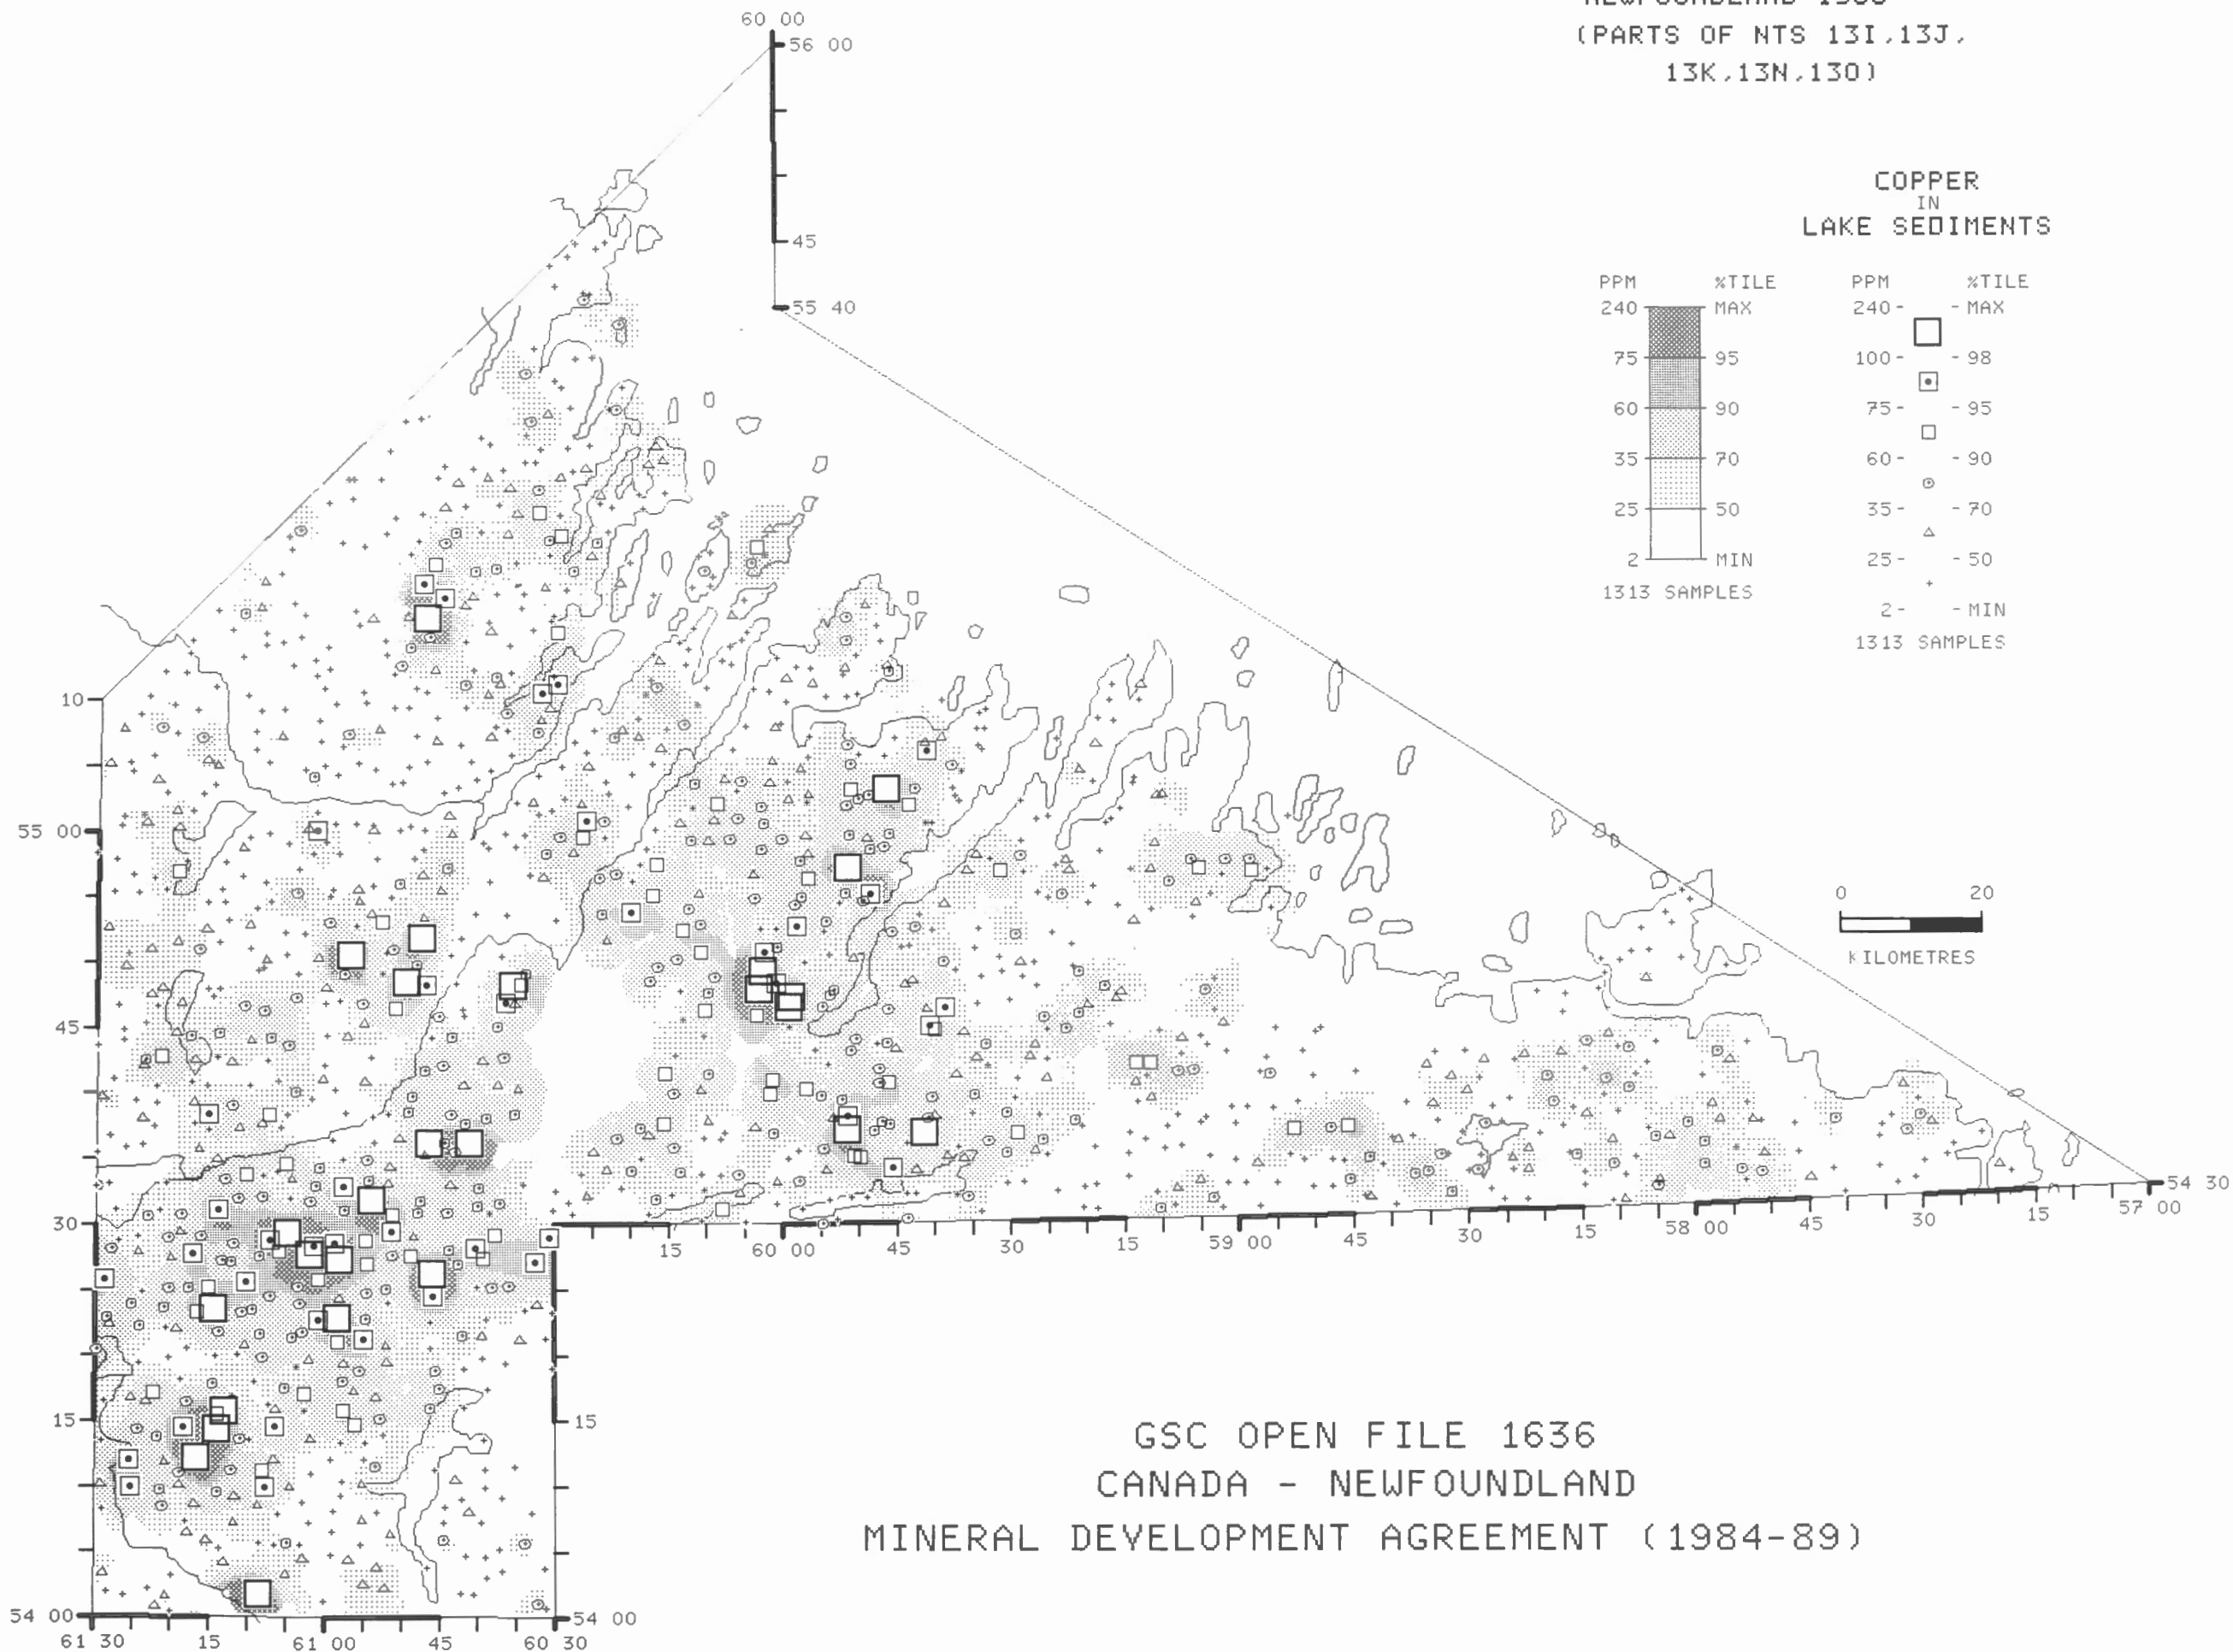 NEWFOUNDLAND 1985
(PARTS OF NTS 13I,13J,
13K,13N,13O)
60 00
56 00
45
55 40
COPPER
IN
LAKE SEDIMENTS
PPM %TILE
240 MAX
75 95
60 90
35 70
25 50
2 MIN
1313 SAMPLES
PPM %TILE
240 - - MAX
100 - - 98
75 - - 95
60 - - 90
35 - - 70
25 - - 50
2 - - MIN
1313 SAMPLES
10
55 00
45
30
15
54 00
0 20
KILOMETRES
54 30
57 00
15
30
45
58 00
15
30
45
59 00
15
30
45
60 00
15
15
54 00
61 30
15
61 00
45
60 30
GSC OPEN FILE 1636
CANADA - NEWFOUNDLAND
MINERAL DEVELOPMENT AGREEMENT (1984-89)